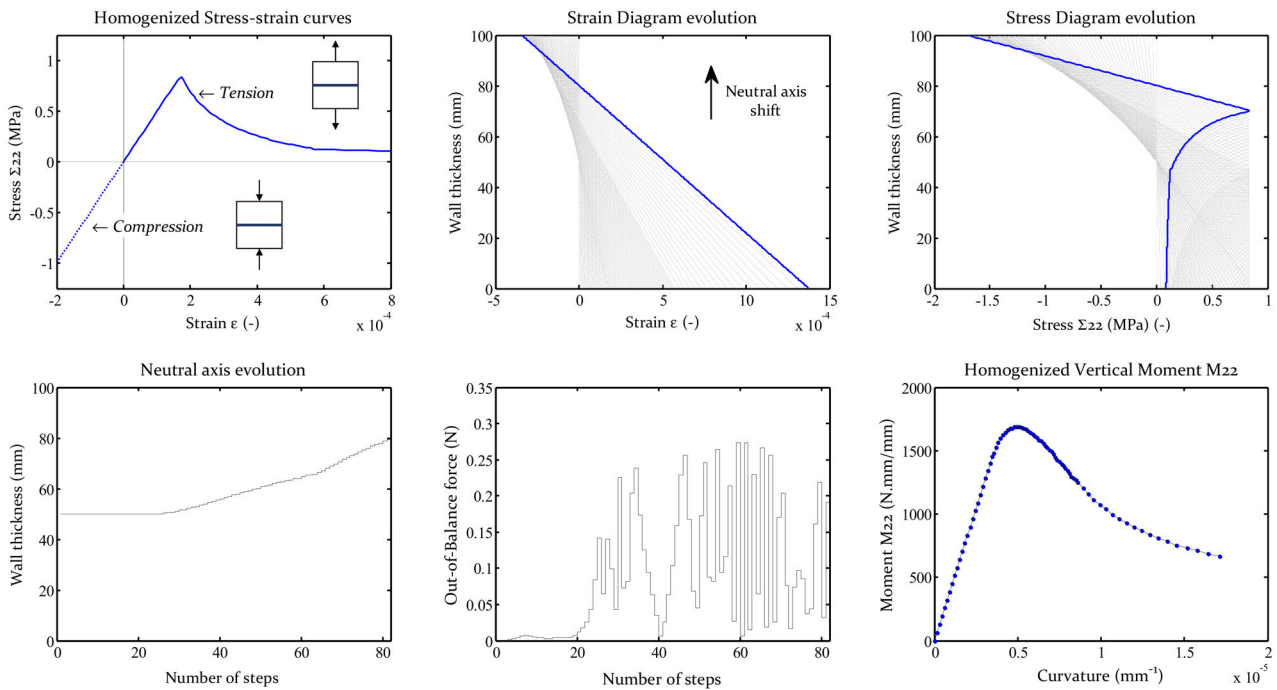 Homogenized Stress-strain curves
Stress Σ22 (MPa)
1
0.5
0
-0.5
-1
← Tension
← Compression
-2
0
2
4
6
8
Strain ε (-)
x 10⁻⁴
Strain Diagram evolution
Wall thickness (mm)
100
80
60
40
20
0
Neutral axis
shift
-5
0
5
10
15
Strain ε (-)
x 10⁻⁴
Stress Diagram evolution
Wall thickness (mm)
100
80
60
40
20
0
-2
-1.5
-1
-0.5
0
0.5
1
Stress Σ22 (MPa) (-)
Neutral axis evolution
Wall thickness (mm)
100
80
60
40
20
0
0
20
40
60
80
Number of steps
Out-of-Balance force (N)
0.35
0.3
0.25
0.2
0.15
0.1
0.05
0
0
20
40
60
80
Number of steps
Homogenized Vertical Moment M22
Moment M22 (N.mm/mm)
2000
1500
1000
500
0
0
0.5
1
1.5
2
Curvature (mm⁻¹)
x 10⁻⁵